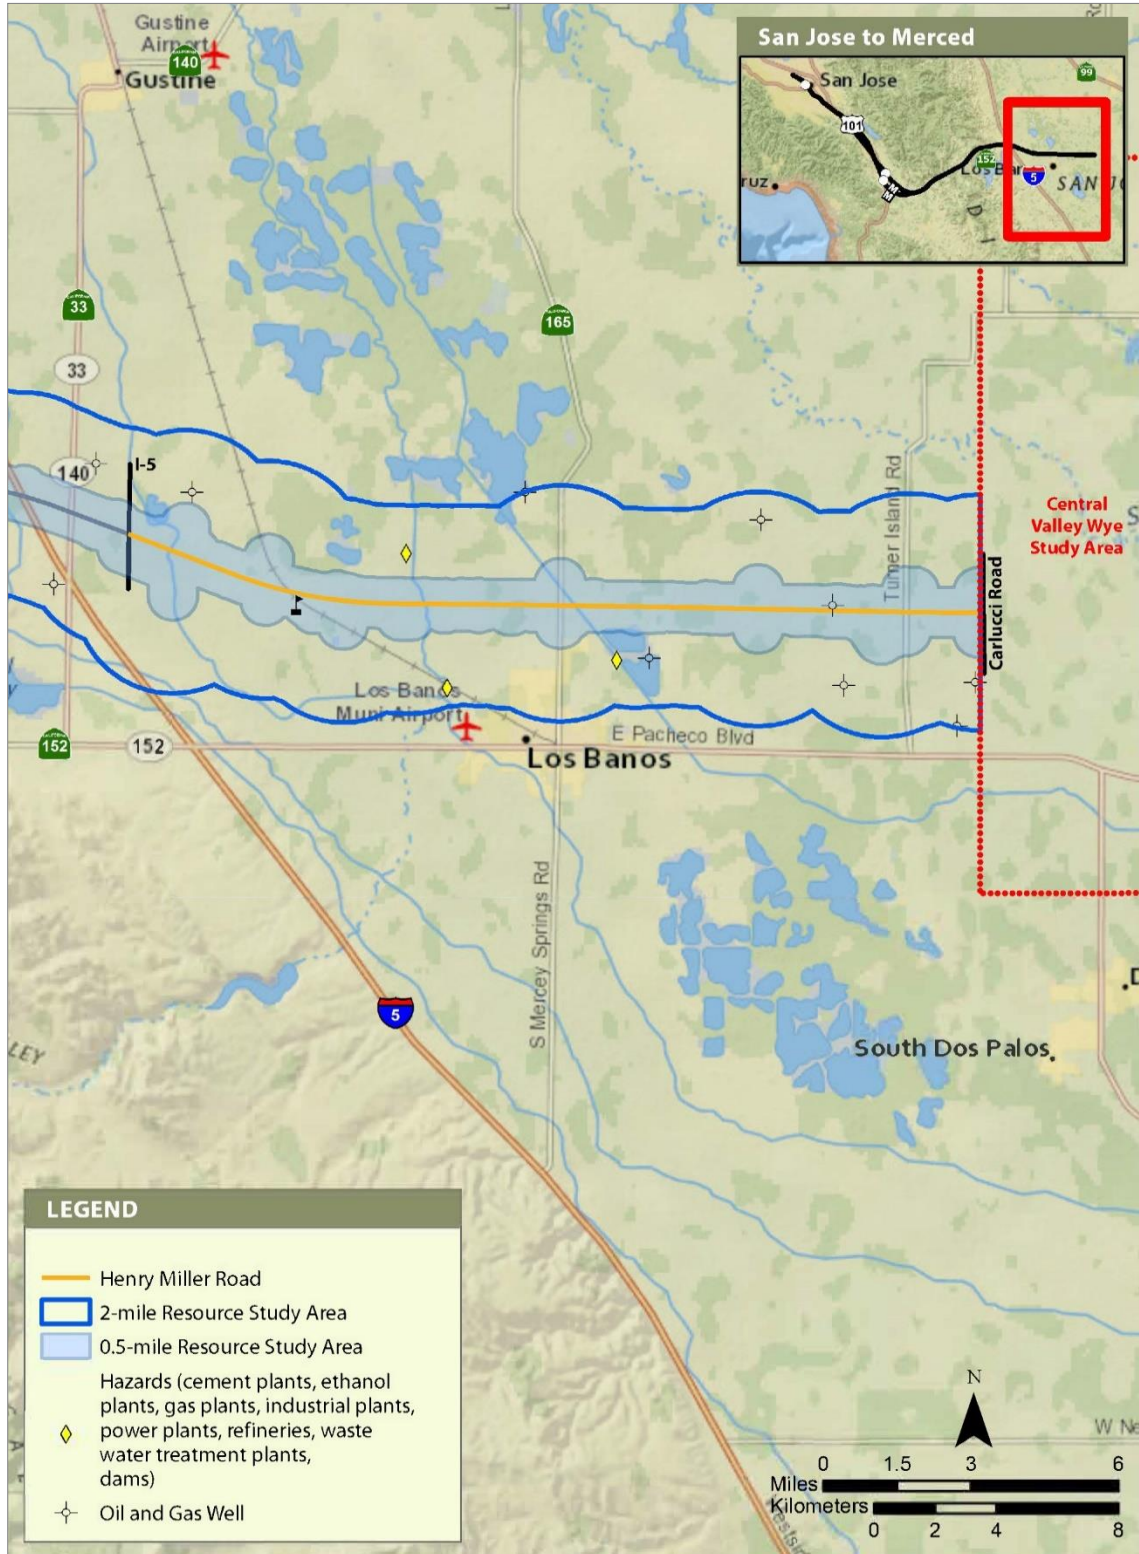 Gustine
Airport
140
Gustine
San Jose to Merced
San Jose
99
101
152
Los Ban
5
SAN JO
ruz
D I
33
165
33
140
I-5
Turner Island Rd
Central
Valley Wye
Study Area
Carlucci Road
Los Banos
Muni Airport
E Pacheco Blvd
152
152
Los Banos
S Mercey Springs Rd
5
LEY
South Dos Palos
D
LEGEND
Henry Miller Road
2-mile Resource Study Area
0.5-mile Resource Study Area
Hazards (cement plants, ethanol
plants, gas plants, industrial plants,
power plants, refineries, waste
water treatment plants,
dams)
Oil and Gas Well
N
W Ne
0 1.5 3 6
Miles
Kilometers
0 2 4 8